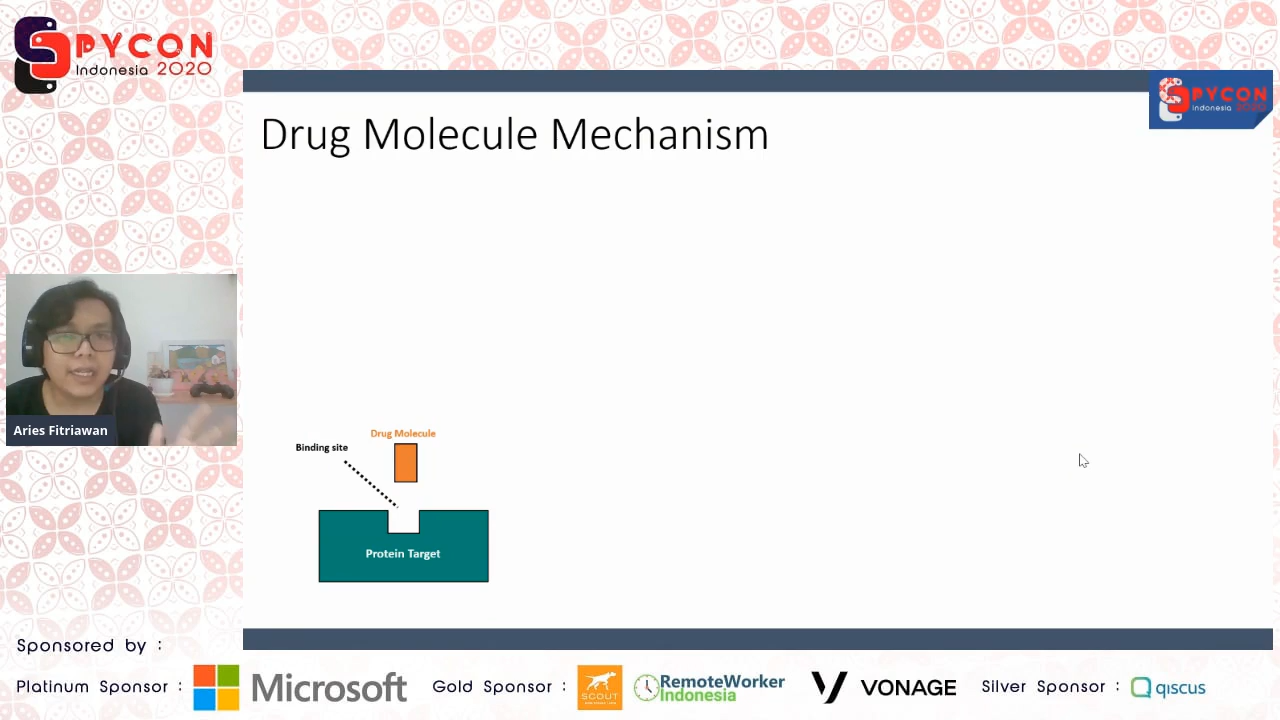 PYCON
Indonesia 2020
PYCON
Indonesia 2020
Drug Molecule Mechanism
Aries Fitriawan
Drug Molecule
Binding site
Protein Target
Sponsored by :
Platinum Sponsor :
Microsoft
Gold Sponsor :
SCOUT
RemoteWorker
Indonesia
VONAGE
Silver Sponsor :
qiscus